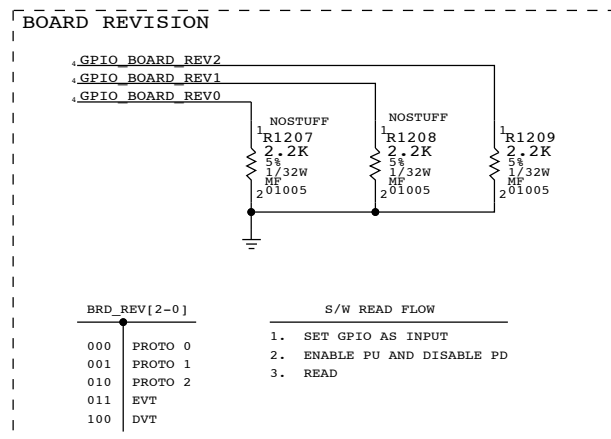 BOARD REVISION
4 GPIO_BOARD_REV2
4 GPIO_BOARD_REV1
4 GPIO_BOARD_REV0
NOSTUFF
1
R1207
2.2K
5%
1/32W
MF
2 01005
NOSTUFF
1
R1208
2.2K
5%
1/32W
MF
2 01005
1
R1209
2.2K
5%
1/32W
MF
2 01005
BRD_REV[2-0]
000 PROTO 0
001 PROTO 1
010 PROTO 2
011 EVT
100 DVT
S/W READ FLOW
1. SET GPIO AS INPUT
2. ENABLE PU AND DISABLE PD
3. READ